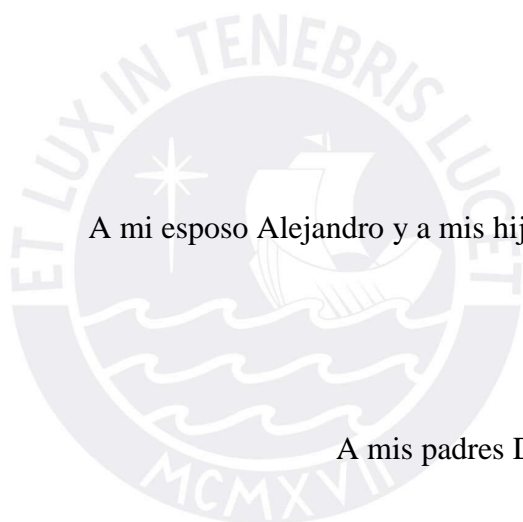 ET LUX IN TENEBRIS LUCET
A mi esposo Alejandro y a mis hij
A mis padres D
MCMXVII